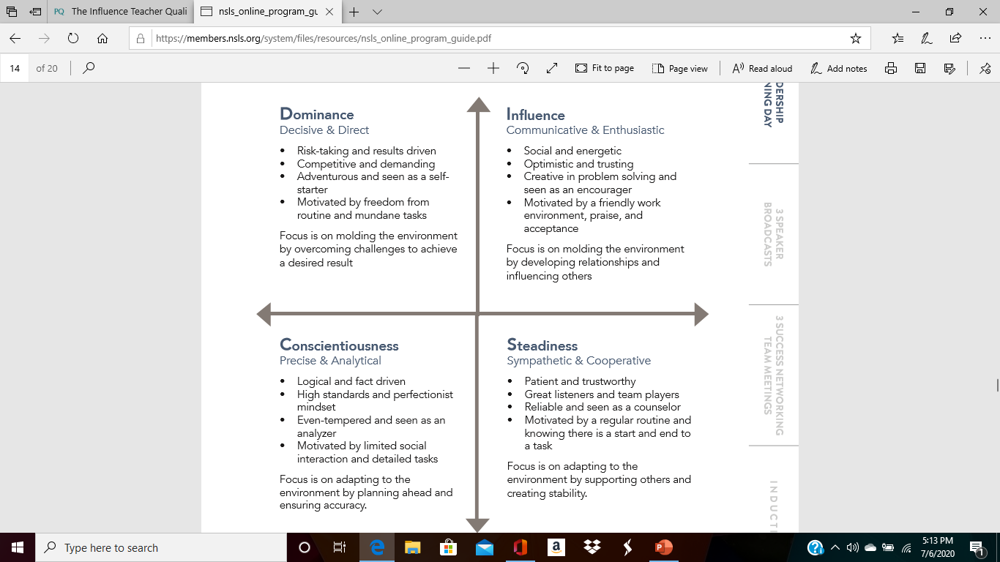 The Influence Teacher Quali
nsls_online_program_gu
https://members.nsls.org/system/files/resources/nsls_online_program_guide.pdf
14 of 20
Fit to page
Page view
Read aloud
Add notes
Dominance
Decisive & Direct
• Risk-taking and results driven
• Competitive and demanding
• Adventurous and seen as a self-
starter
• Motivated by freedom from
routine and mundane tasks
Focus is on molding the environment
by overcoming challenges to achieve
a desired result
Influence
Communicative & Enthusiastic
• Social and energetic
• Optimistic and trusting
• Creative in problem solving and
seen as an encourager
• Motivated by a friendly work
environment, praise, and
acceptance
Focus is on molding the environment
by developing relationships and
influencing others
Conscientiousness
Precise & Analytical
• Logical and fact driven
• High standards and perfectionist
mindset
• Even-tempered and seen as an
analyzer
• Motivated by limited social
interaction and detailed tasks
Focus is on adapting to the
environment by planning ahead and
ensuring accuracy.
Steadiness
Sympathetic & Cooperative
• Patient and trustworthy
• Great listeners and team players
• Reliable and seen as a counselor
• Motivated by a regular routine and
knowing there is a start and end to
a task
Focus is on adapting to the
environment by supporting others and
creating stability.
DERSHIP
NING DAY
3 SPEAKER
BROADCASTS
3 SUCCESS NETWORKING
TEAM MEETINGS
INDUCTI
Type here to search
5:13 PM
7/6/2020
1